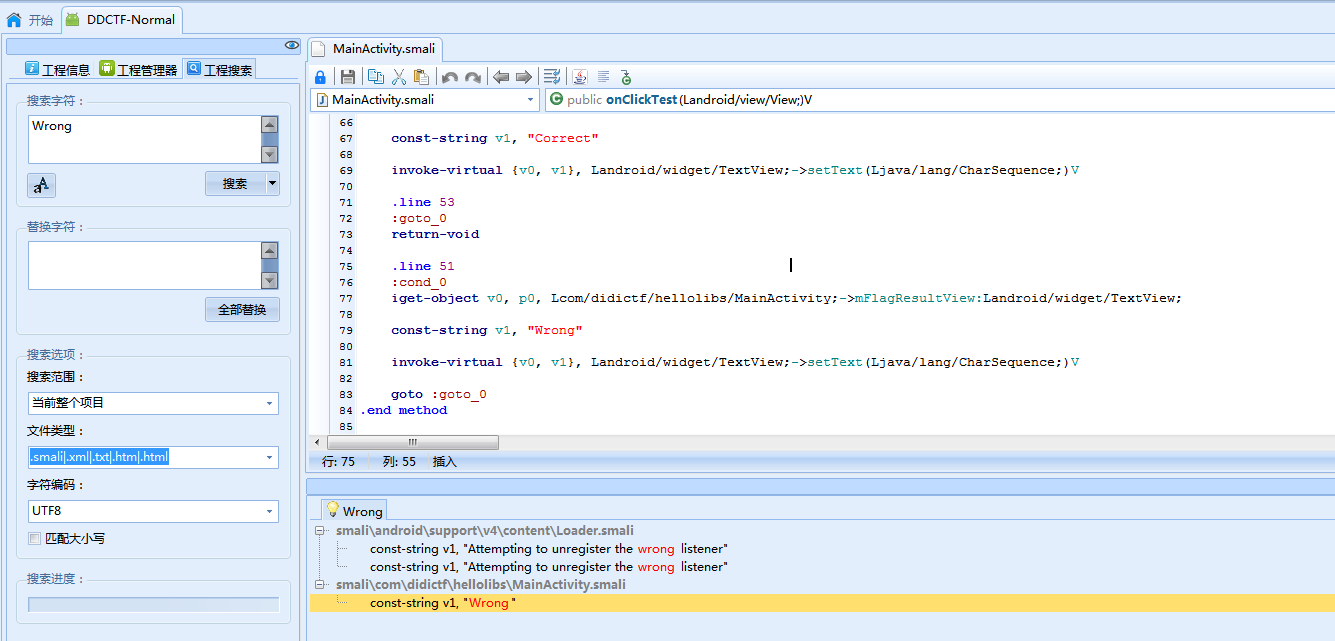 开始
DDCTF-Normal
工程信息
工程管理器
工程搜索
搜索字符：
Wrong
aA
搜索
替换字符：
全部替换
搜索选项：
搜索范围：
当前整个项目
文件类型：
.smali|.xml|.txt|.htm|.html
字符编码：
UTF8
匹配大小写
搜索进度：
MainActivity.smali
MainActivity.smali
public onClickTest(Landroid/view/View;)V
66
67 const-string v1, "Correct"
68
69 invoke-virtual {v0, v1}, Landroid/widget/TextView;->setText(Ljava/lang/CharSequence;)V
70
71 .line 53
72 :goto_0
73 return-void
74
75 .line 51
76 :cond_0
77 iget-object v0, p0, Lcom/didictf/hellolibs/MainActivity;->mFlagResultView:Landroid/widget/TextView;
78
79 const-string v1, "Wrong"
80
81 invoke-virtual {v0, v1}, Landroid/widget/TextView;->setText(Ljava/lang/CharSequence;)V
82
83 goto :goto_0
84 .end method
85
行: 75 列: 55 插入
Wrong
smali\android\support\v4\content\Loader.smali
const-string v1, "Attempting to unregister the wrong listener"
const-string v1, "Attempting to unregister the wrong listener"
smali\com\didictf\hellolibs\MainActivity.smali
const-string v1, "Wrong"